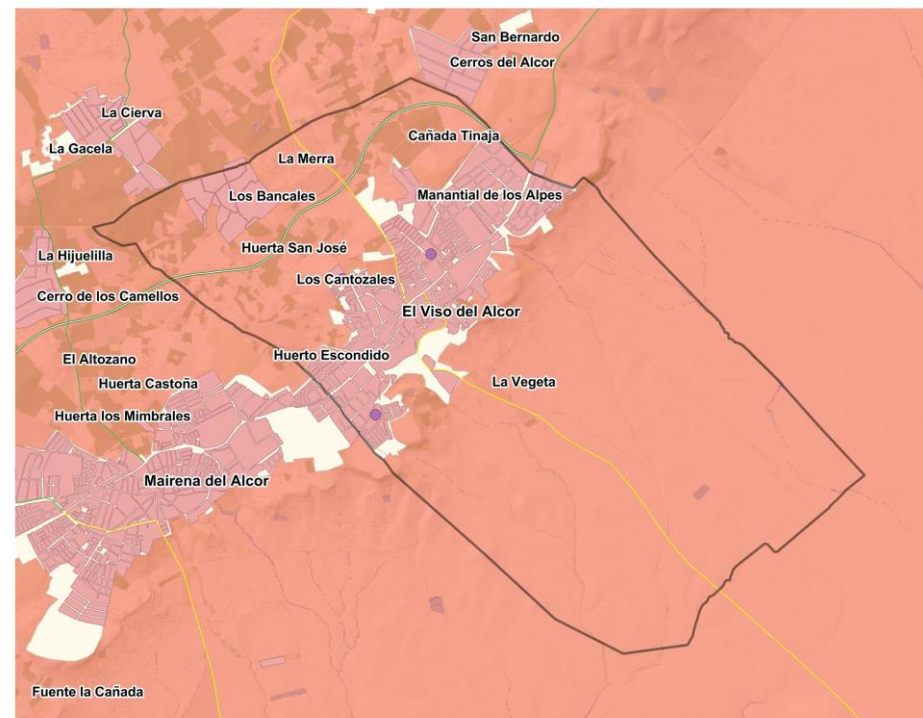 San Bernardo
Cerros del Alcor
La Cierva
Cañada Tinaja
La Gacela
La Merra
Los Bancales
Manantial de los Alpes
Huerta San José
La Hijuelilla
Los Cantozales
Cerro de los Camellos
El Viso del Alcor
Huerto Escondido
El Altozano
Huerta Castoña
La Vegeta
Huerta los Mimbrales
Mairena del Alcor
Fuente la Cañada